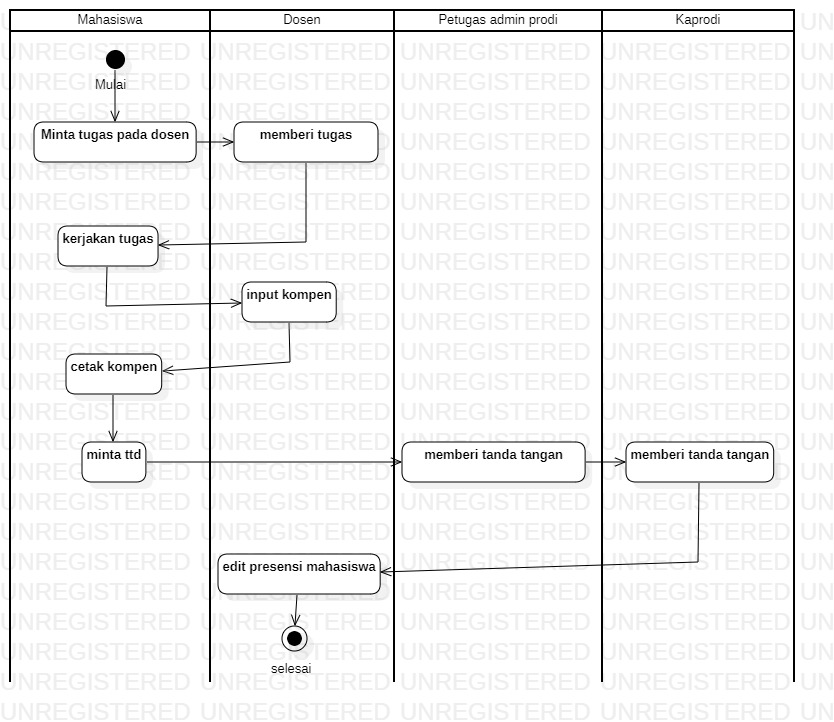 Mahasiswa
Dosen
Petugas admin prodi
Kaprodi
Mulai
Minta tugas pada dosen
memberi tugas
kerjakan tugas
input kompen
cetak kompen
minta ttd
memberi tanda tangan
memberi tanda tangan
edit presensi mahasiswa
selesai
UNREGISTERED